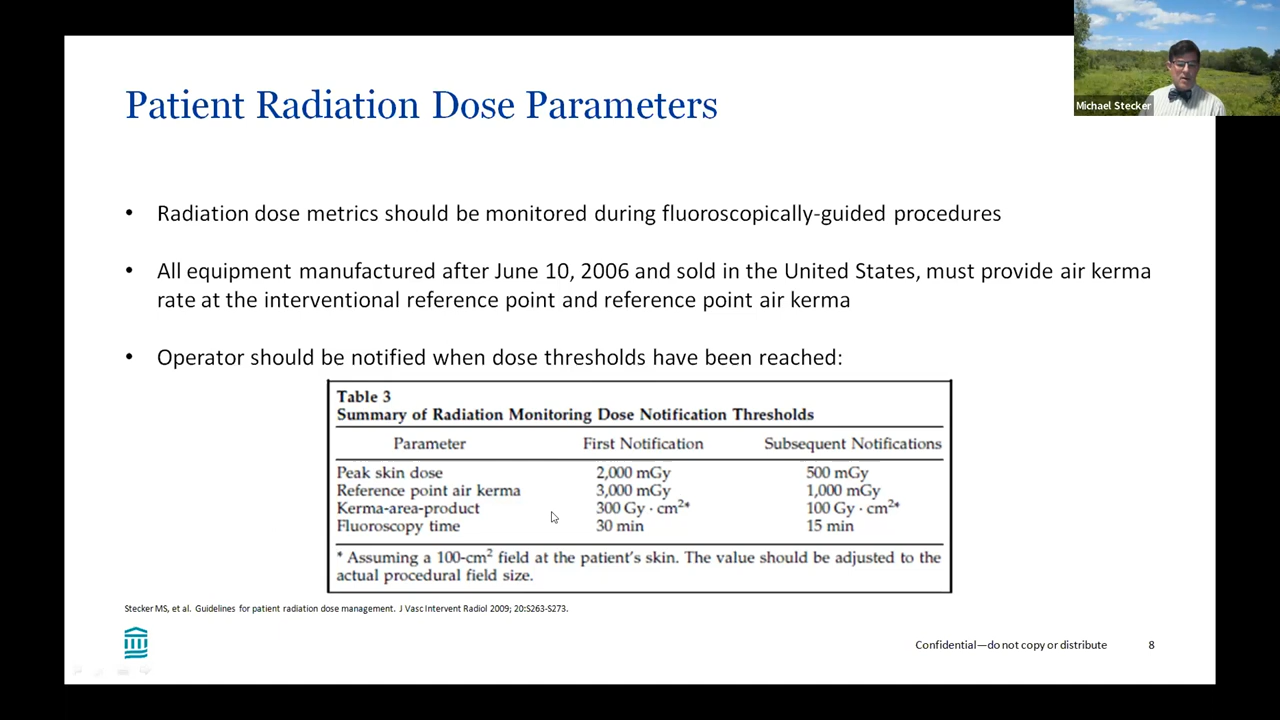 Patient Radiation Dose Parameters
Michael Stecker
• Radiation dose metrics should be monitored during fluoroscopically-guided procedures
• All equipment manufactured after June 10, 2006 and sold in the United States, must provide air kerma
rate at the interventional reference point and reference point air kerma
• Operator should be notified when dose thresholds have been reached:
Table 3
Summary of Radiation Monitoring Dose Notification Thresholds
Parameter First Notification Subsequent Notifications
Peak skin dose 2,000 mGy 500 mGy
Reference point air kerma 3,000 mGy 1,000 mGy
Kerma-area-product 300 Gy · cm²* 100 Gy · cm²*
Fluoroscopy time 30 min 15 min
* Assuming a 100-cm² field at the patient's skin. The value should be adjusted to the
actual procedural field size.
Stecker MS, et al. Guidelines for patient radiation dose management. J Vasc Intervent Radiol 2009; 20:S263-S273.
Confidential—do not copy or distribute 8